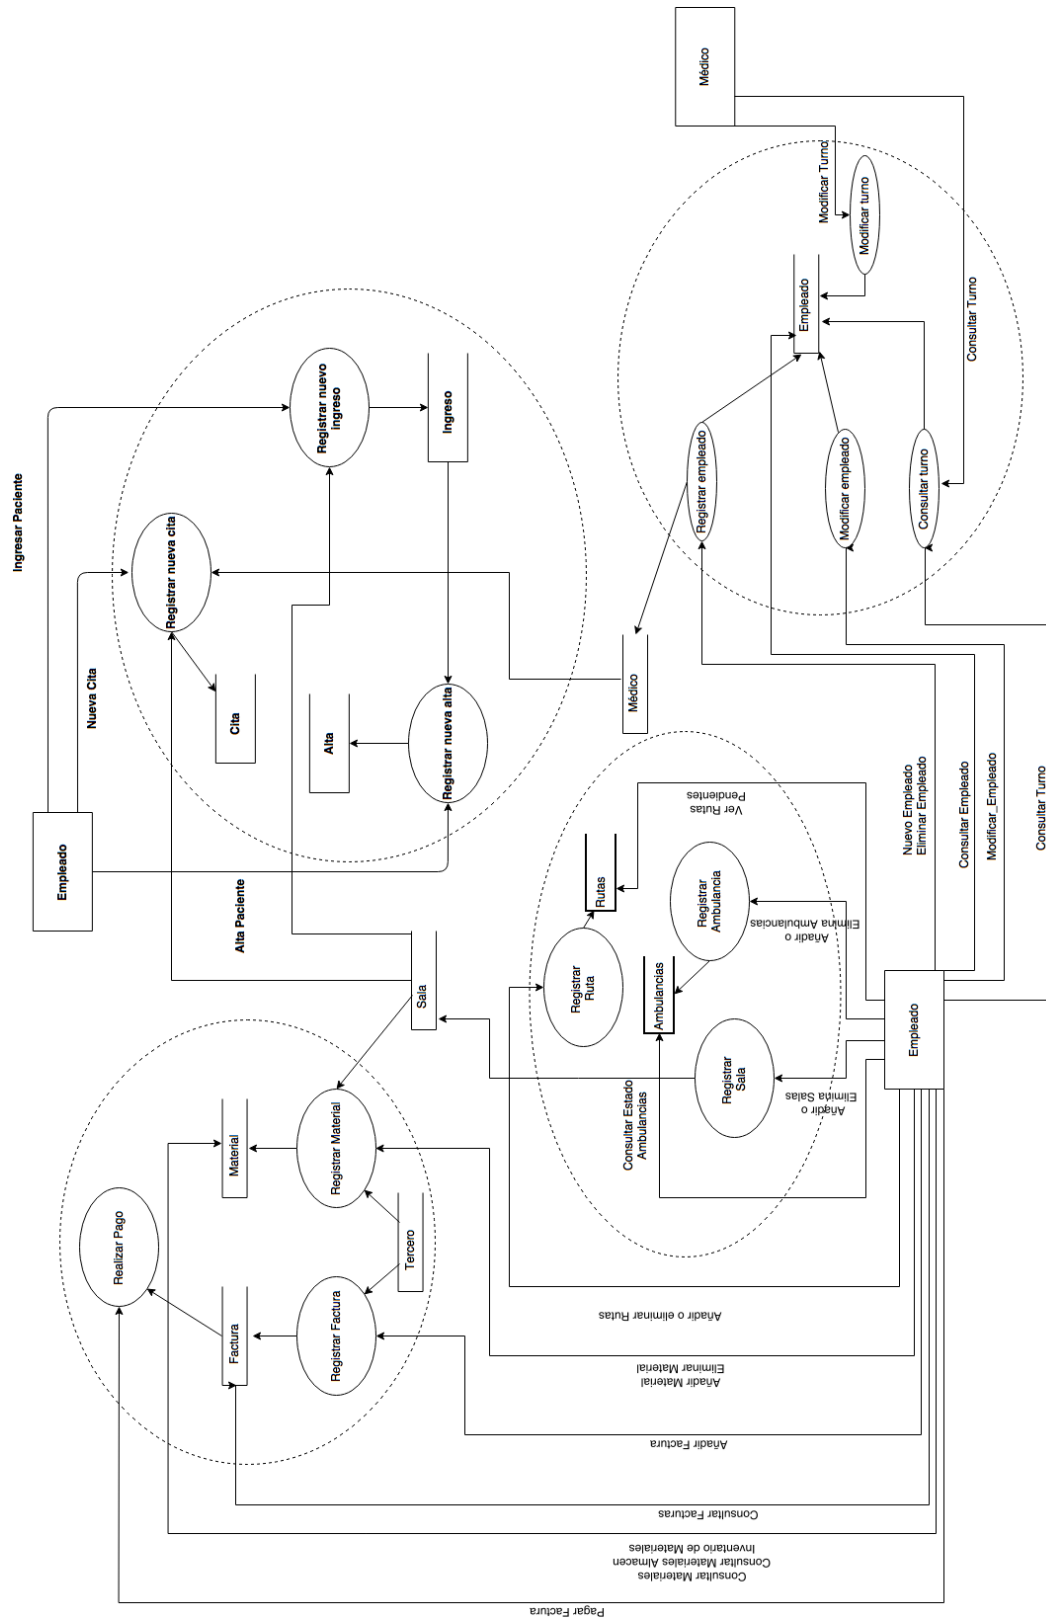 Médico
Modificar Turno
Modificar turno
Empleado
Consultar Turno
Registrar empleado
Modificar empleado
Consultar turno
Ingresar Paciente
Registrar nuevo
ingreso
Ingreso
Registrar nueva cita
Nueva Cita
Cita
Alta
Registrar nueva alta
Empleado
Alta Paciente
Médico
Sala
Ver Rutas
Pendientes
Rutas
Registrar
Ambulancia
Registrar
Ruta
Ambulancias
Añadir o
Elimina Ambulancias
Registrar
Sala
Añadir o
Elimina Salas
Consultar Estado
Ambulancias
Nuevo Empleado
Eliminar Empleado
Consultar Empleado
Modificar_Empleado
Consultar Turno
Empleado
Material
Registrar Material
Realizar Pago
Tercero
Factura
Registrar Factura
Añadir o eliminar Rutas
Añadir Material
Eliminar Material
Añadir Factura
Consultar Facturas
Consultar Materiales
Consultar Materiales Almacen
Inventario de Materiales
Pagar Factura